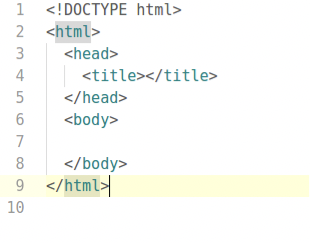 1 <!DOCTYPE html>
2 <html>
3   <head>
4     <title></title>
5   </head>
6   <body>
7
8   </body>
9 </html>
10